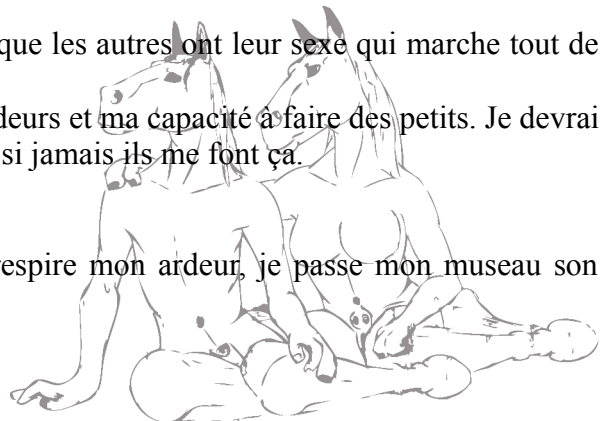 que les autres ont leur sexe qui marche tout de
deurs et ma capacité à faire des petits. Je devrai
si jamais ils me font ça.
respire mon ardeur, je passe mon museau son